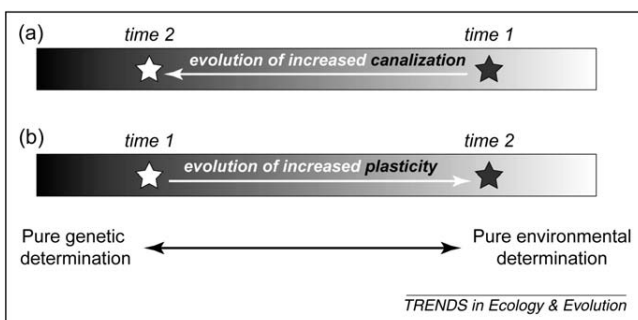 (a)
time 2 time 1
evolution of increased canalization
(b)
time 1 time 2
evolution of increased plasticity
Pure genetic Pure environmental
determination determination
TRENDS in Ecology & Evolution